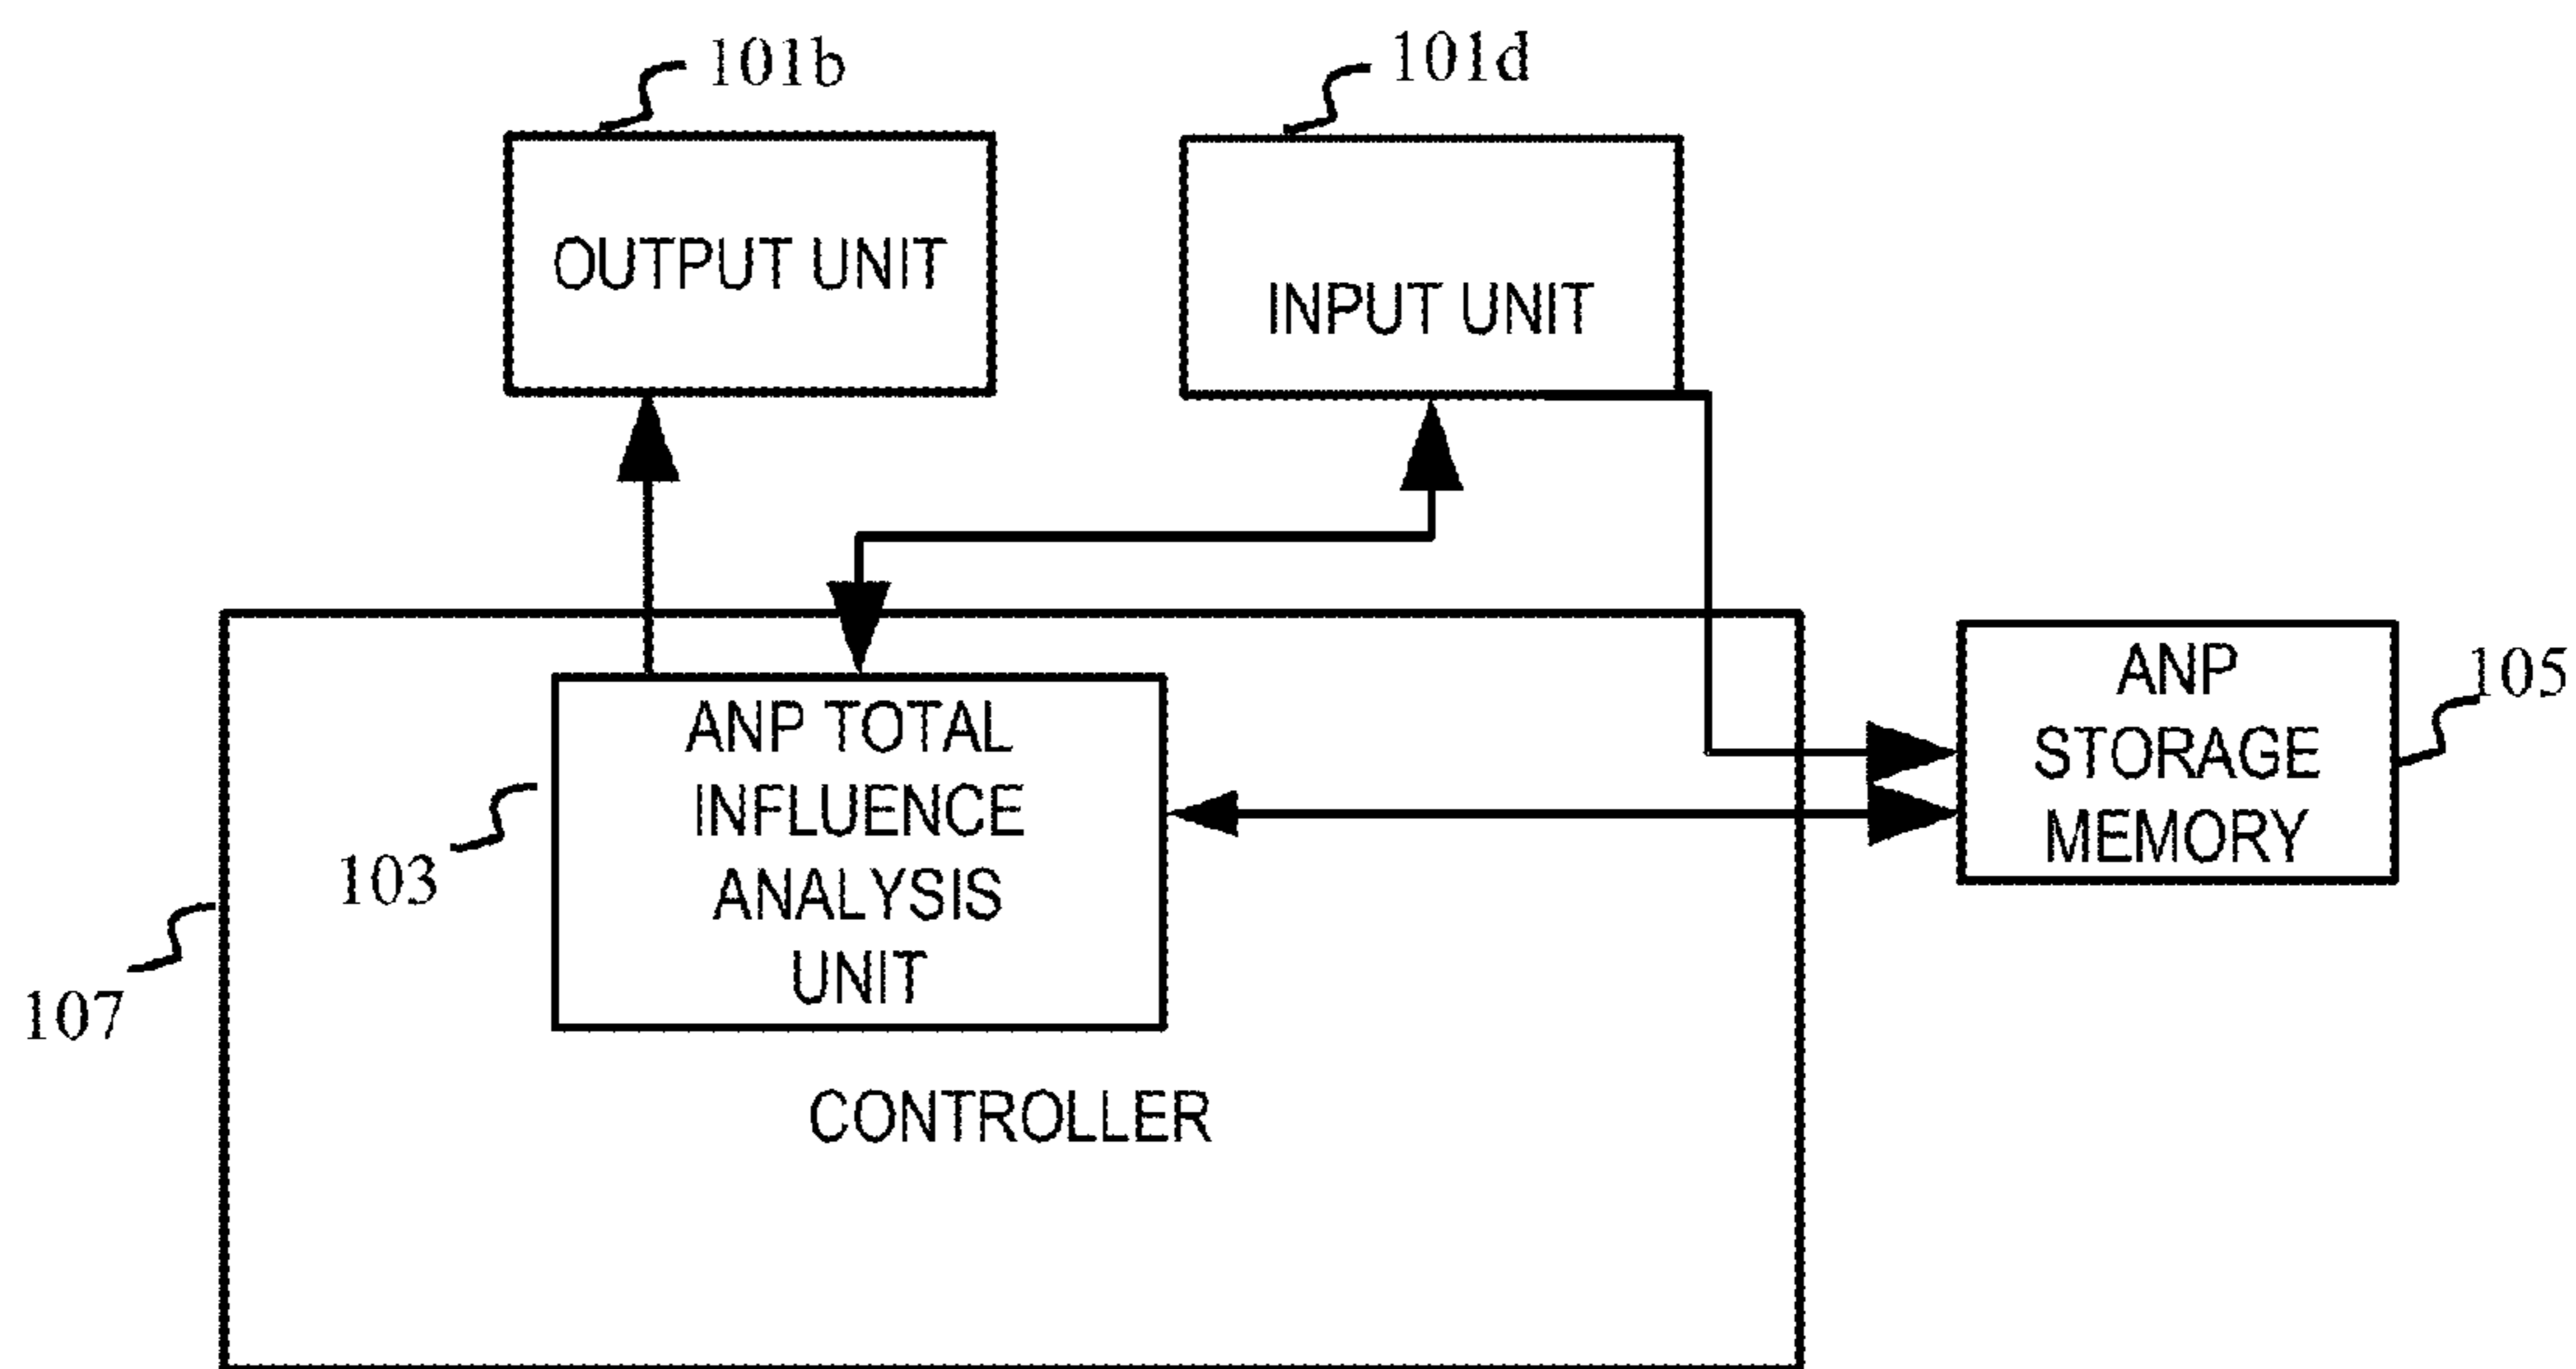 101b
101d
OUTPUT UNIT
INPUT UNIT
ANP TOTAL
INFLUENCE
ANALYSIS
UNIT
103
107
CONTROLLER
ANP
STORAGE
MEMORY
105